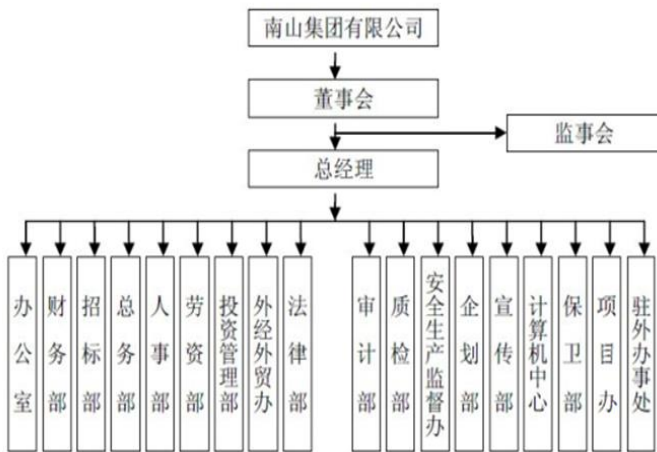 南山集团有限公司
董事会
监事会
总经理
办公室
财务部
招标部
总务部
人事部
劳资部
投资管理部
外经外贸办
法律部
审计部
质检部
安全生产监督办
企划部
宣传部
计算机中心
保卫部
项目办
驻外办事处